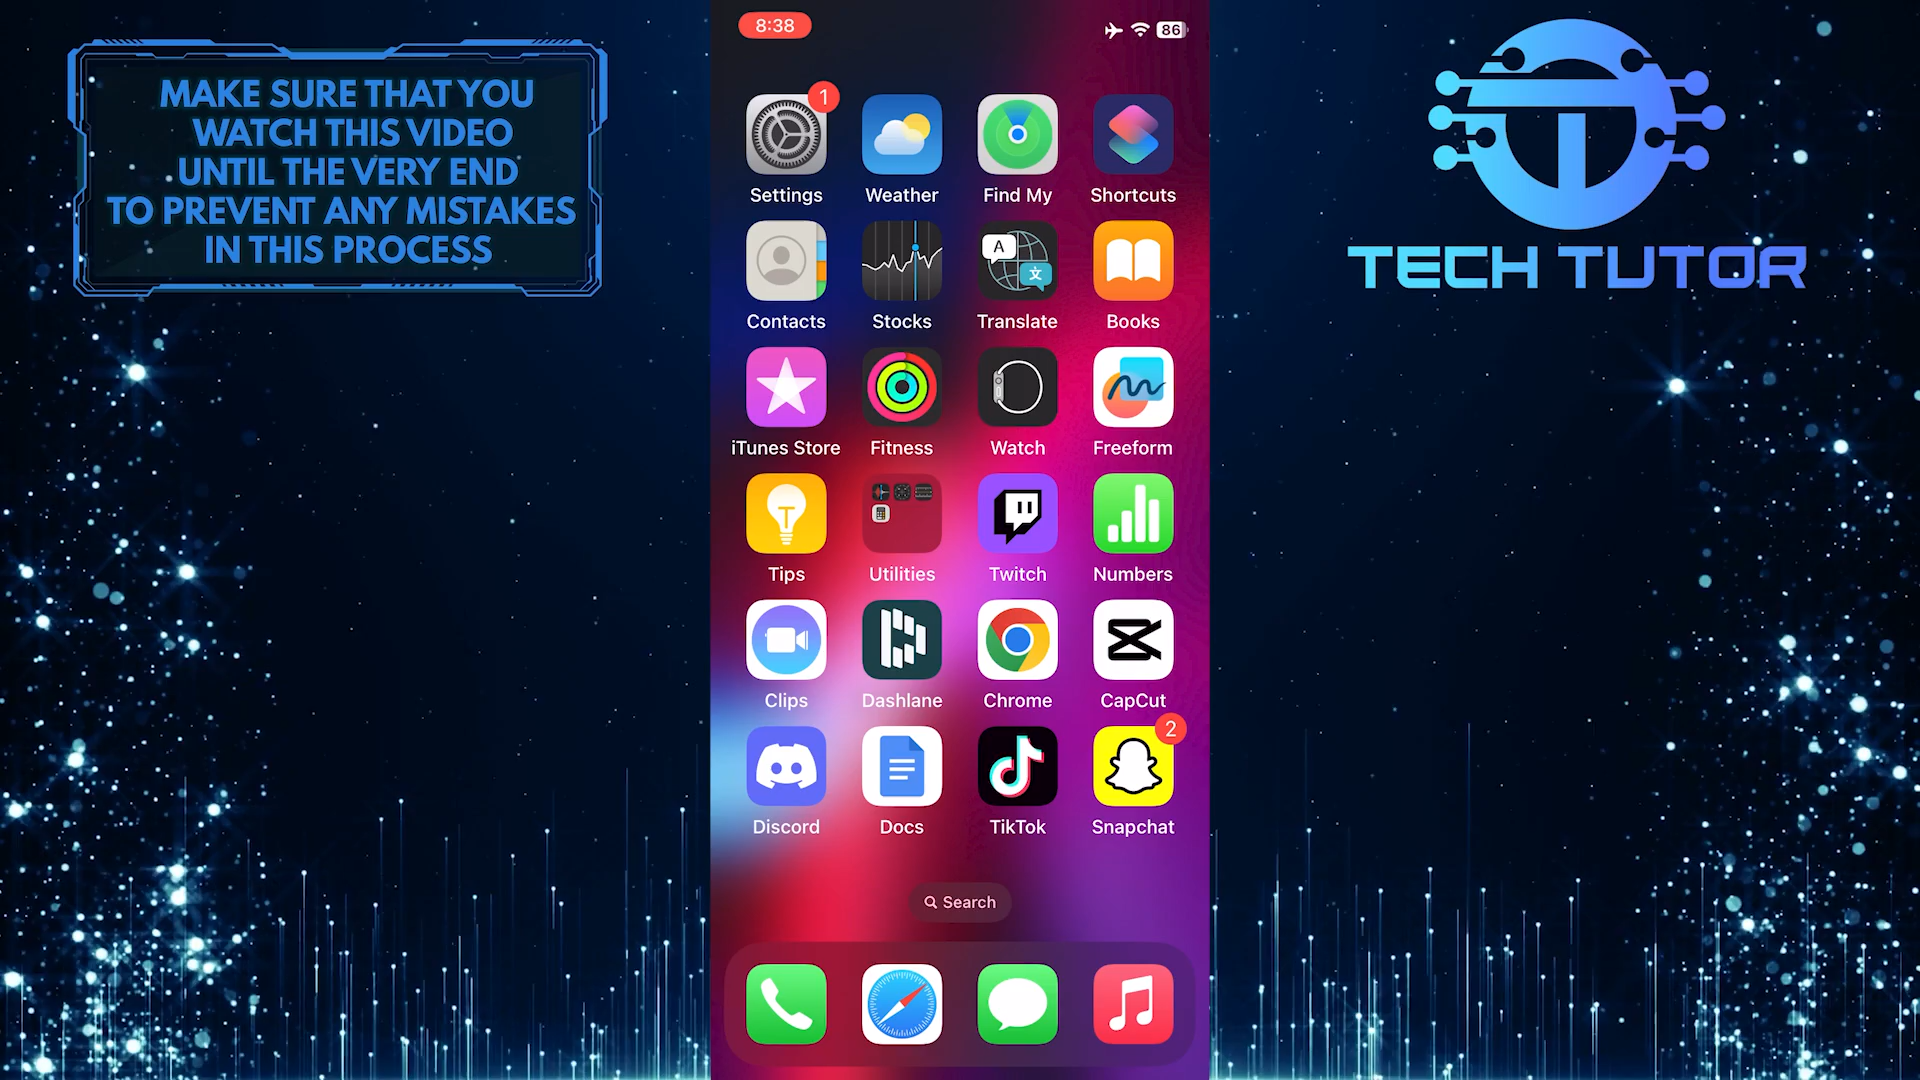 MAKE SURE THAT YOU
WATCH THIS VIDEO
UNTIL THE VERY END
TO PREVENT ANY MISTAKES
IN THIS PROCESS
8:38
86
1
Settings
Weather
Find My
Shortcuts
A
文
Contacts
Stocks
Translate
Books
iTunes Store
Fitness
Watch
Freeform
Tips
Utilities
Twitch
Numbers
Clips
Dashlane
Chrome
CapCut
2
Discord
Docs
TikTok
Snapchat
Search
TECH TUTOR